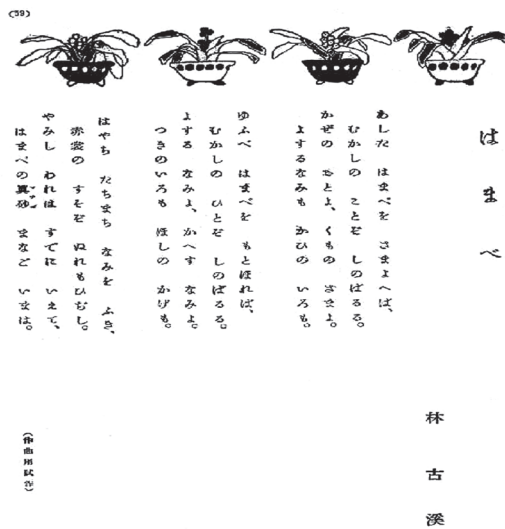 (59)
はまべ
林古溪
あした はまべを さまよへば、
むかしの ことぞ しのばるる。
かぜの おとよ、くもの さまよ。
よするなみも かひの いろも。
ゆふべ はまべを もとほれば、
むかしの ひとぞ しのばるる。
よする なみよ、かへす なみよ。
つきのいろも ほしの かげも。
はやち たちまち なみを ふき、
赤裳の すそぞ ぬれもひぢし。
やみし われは すでに いえて、
はまべの眞砂 まなご いまは。
(作曲用試作)